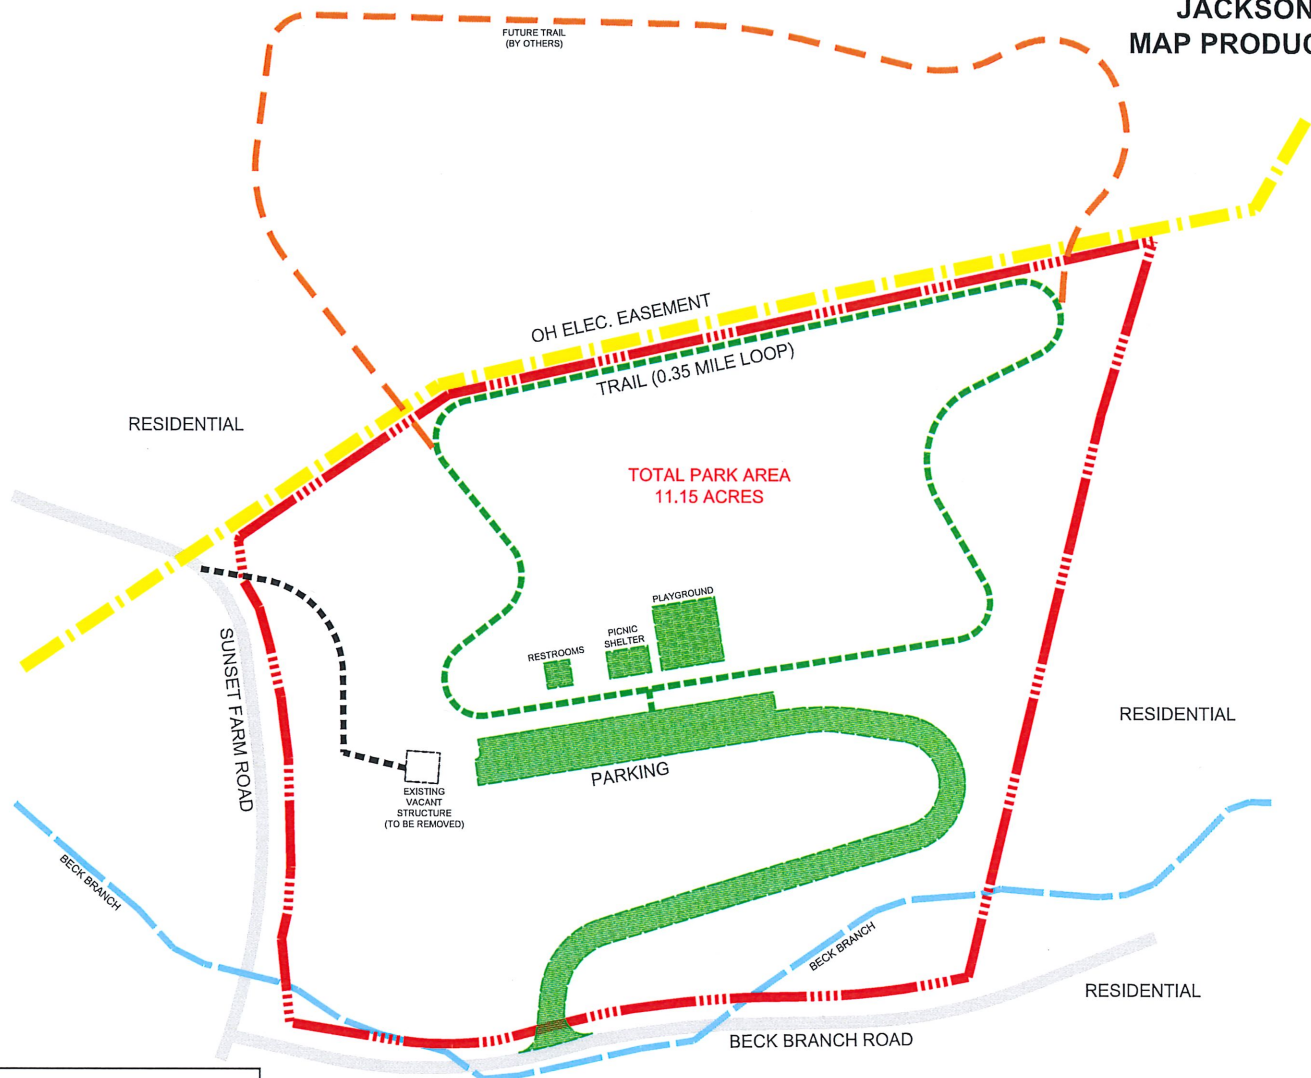 JACKSON
MAP PRODUC
FUTURE TRAIL
(BY OTHERS)
OH ELEC. EASEMENT
TRAIL (0.35 MILE LOOP)
RESIDENTIAL
TOTAL PARK AREA
11.15 ACRES
PLAYGROUND
PICNIC
SHELTER
RESTROOMS
SUNSET FARM ROAD
RESIDENTIAL
PARKING
EXISTING
VACANT
STRUCTURE
(TO BE REMOVED)
BECK BRANCH
BECK BRANCH
RESIDENTIAL
BECK BRANCH ROAD